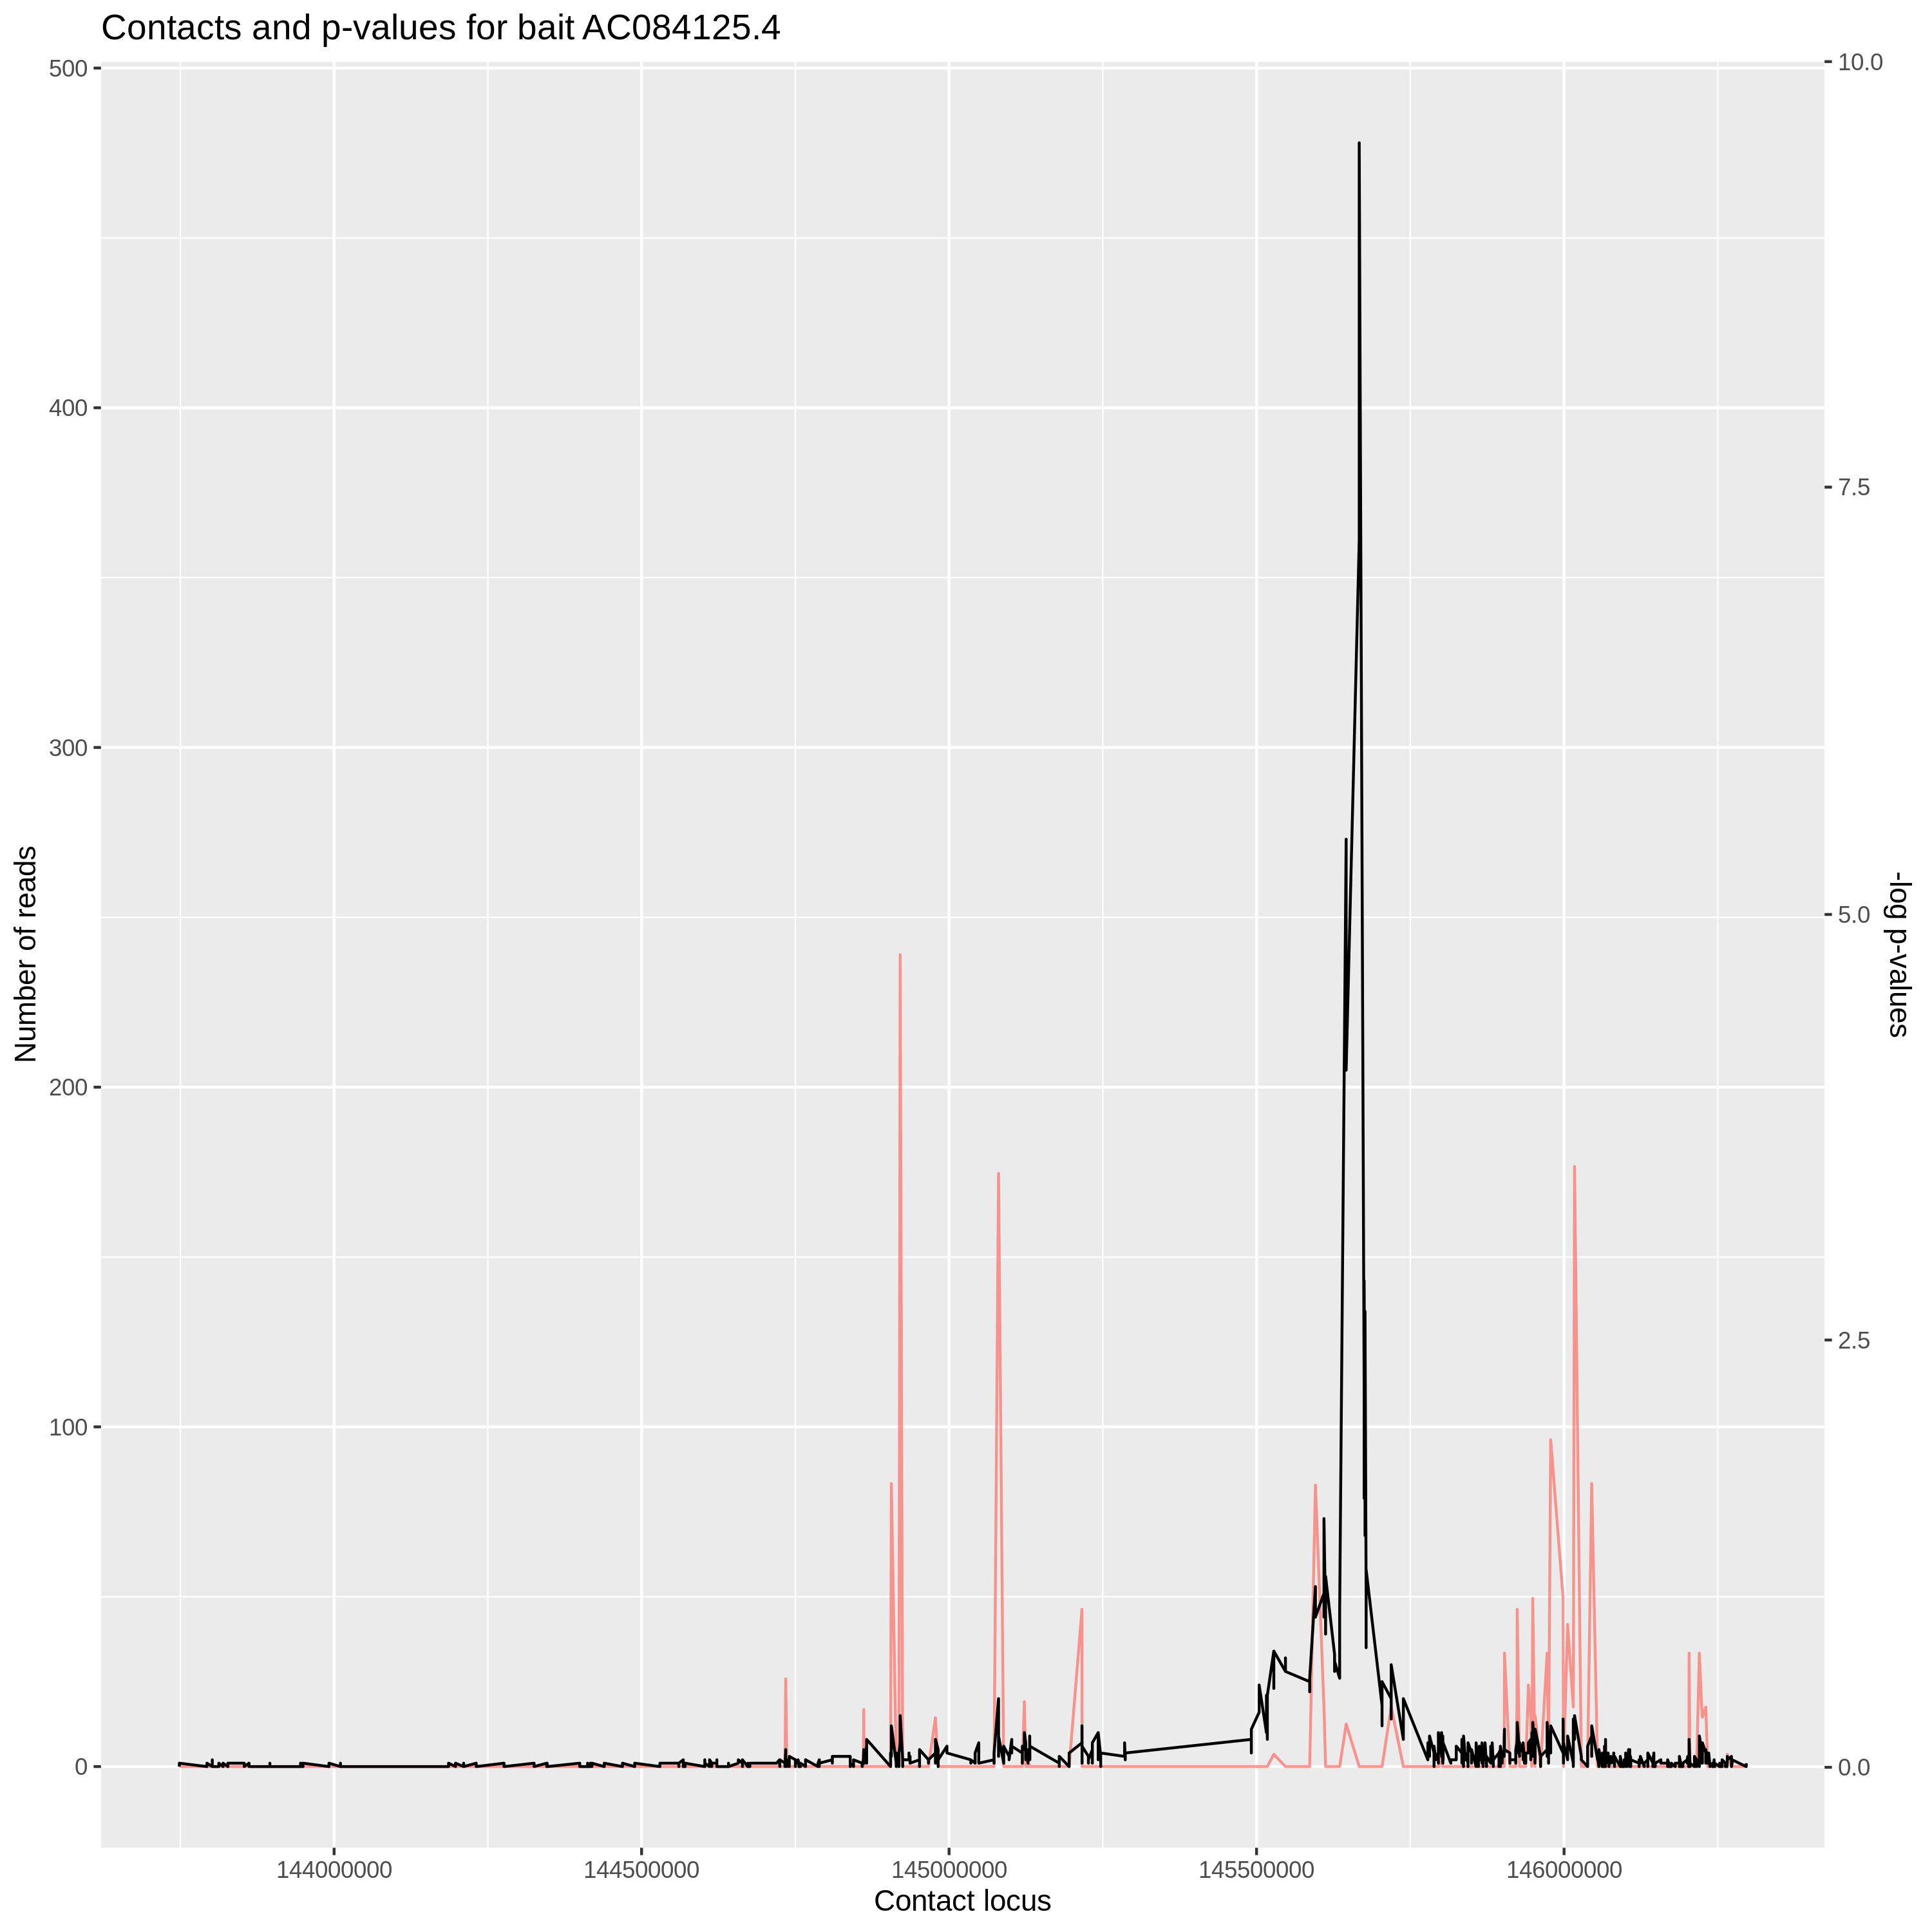 Contacts and p-values for bait AC084125.4
500
400
300
200
100
0
Number of reads
10.0
7.5
5.0
2.5
0.0
-log p-values
144000000 144500000 145000000 145500000 146000000
Contact locus